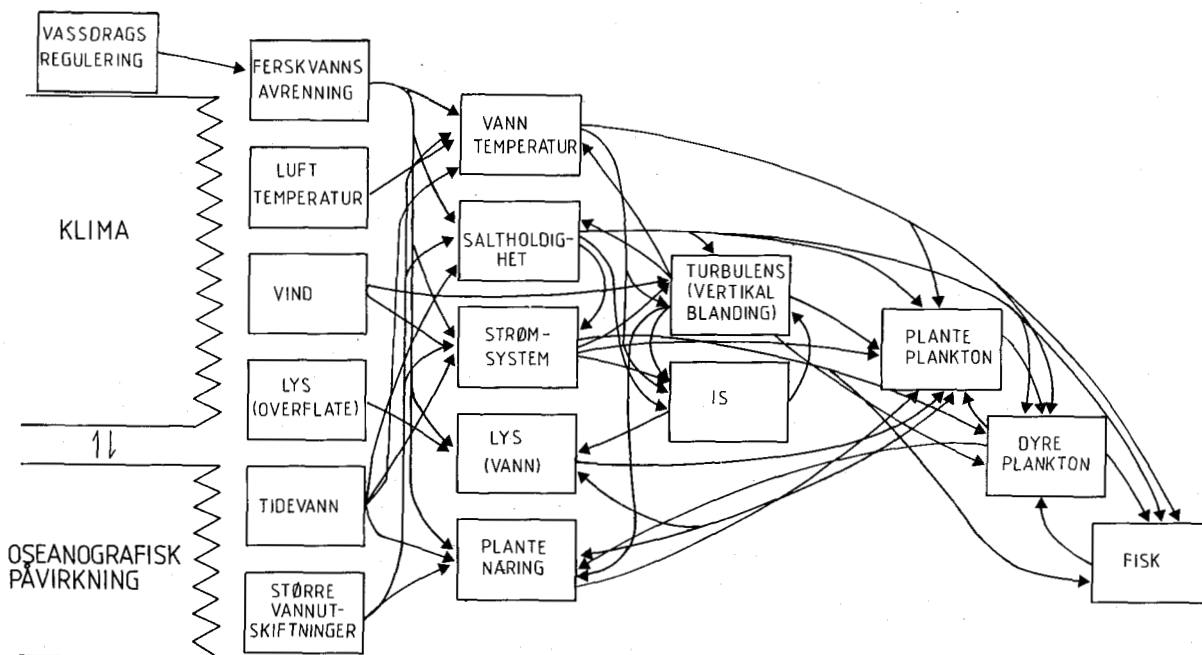 VASSDRAGS
REGULERING
FERSKVANNS
AVRENNING
KLIMA
LUFT
TEMPERATUR
VIND
LYS
(OVERFLATE)
OSEANOGRAFISK
PÅVIRKNING
TIDEVANN
STØRRE
VANNUT-
SKIFTNINGER
VANN
TEMPERATUR
SALTHOLDIG-
HET
STRØM-
SYSTEM
LYS
(VANN)
PLANTE
NÆRING
TURBULENS
(VERTIKAL
BLANDING)
IS
PLANTE
PLANKTON
DYRE
PLANKTON
FISK